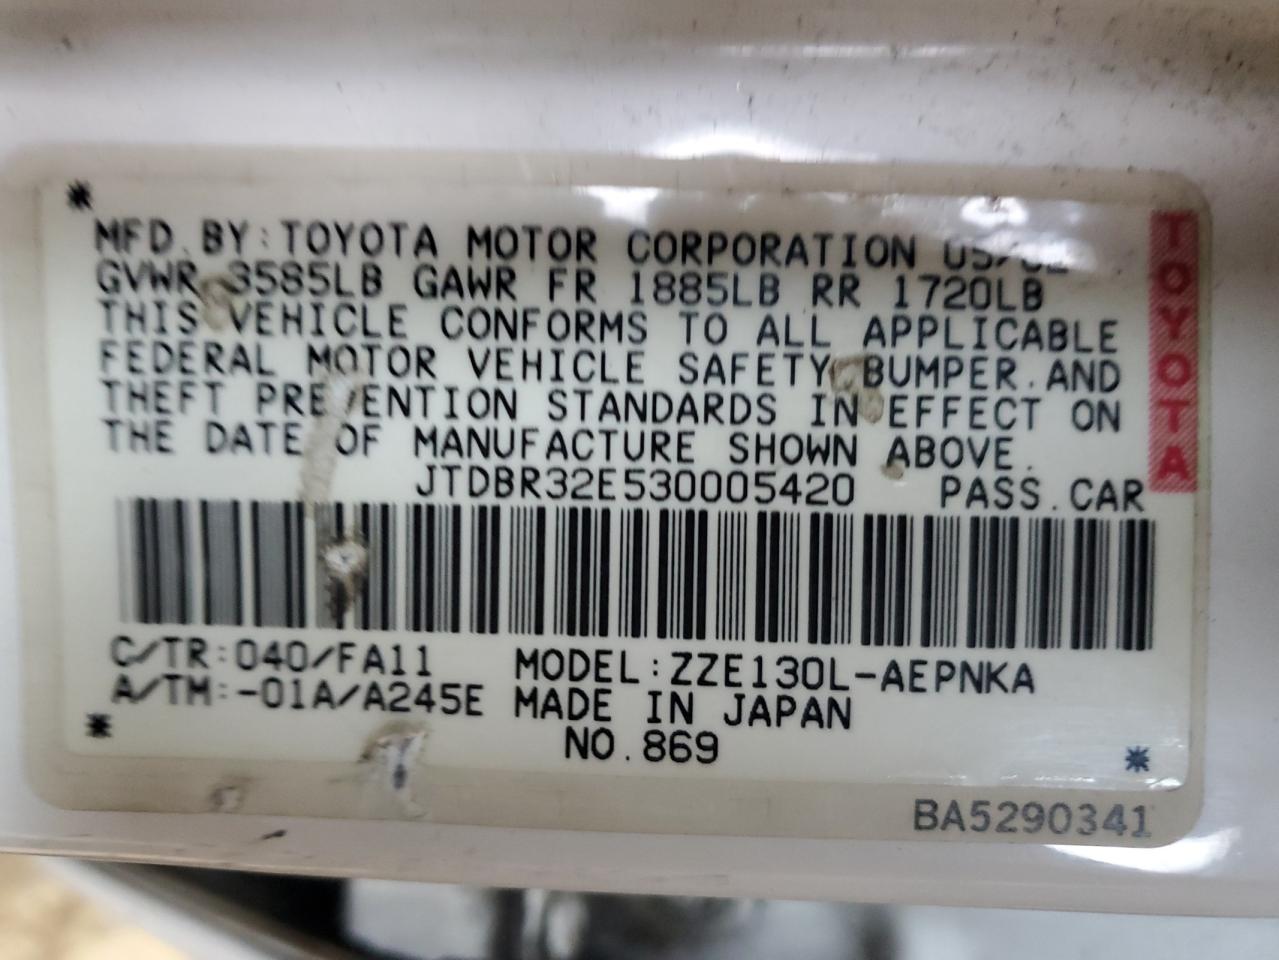 MFD. BY: TOYOTA MOTOR CORPORATION 05/02
GVWR 3585LB GAWR FR 1885LB RR 1720LB
THIS VEHICLE CONFORMS TO ALL APPLICABLE
FEDERAL MOTOR VEHICLE SAFETY, BUMPER, AND
THEFT PREVENTION STANDARDS IN EFFECT ON
THE DATE OF MANUFACTURE SHOWN ABOVE.
JTDBR32E530005420 PASS. CAR
C/TR: 040/FA11 MODEL: ZZE130L-AEPNKA
A/TM: -01A/A245E MADE IN JAPAN
NO. 869
BA5290341
TOYOTA